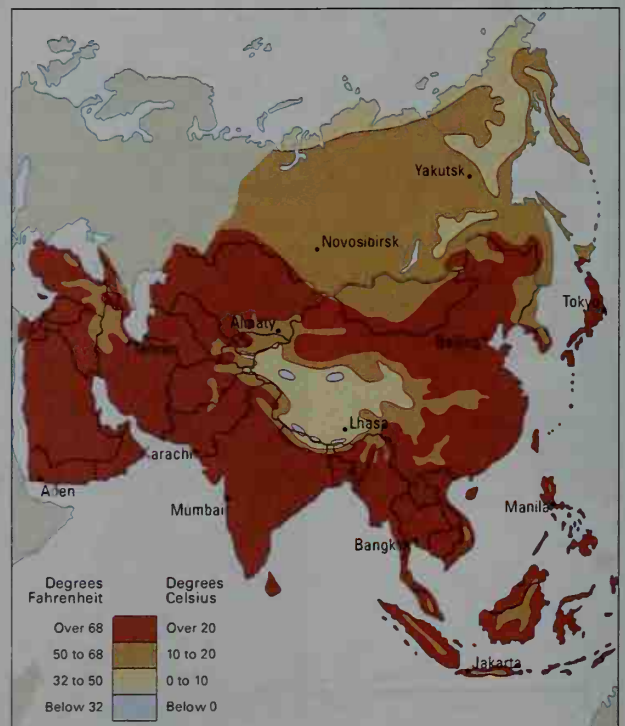 Yakutsk
Novosibirsk
Tokyo
Almaty
Beijing
Lhasa
arachi
Aden
Mumbai
Manila
Bangkok
Jakarta
Degrees Fahrenheit
Degrees Celsius
Over 68
Over 20
50 to 68
10 to 20
32 to 50
0 to 10
Below 32
Below 0